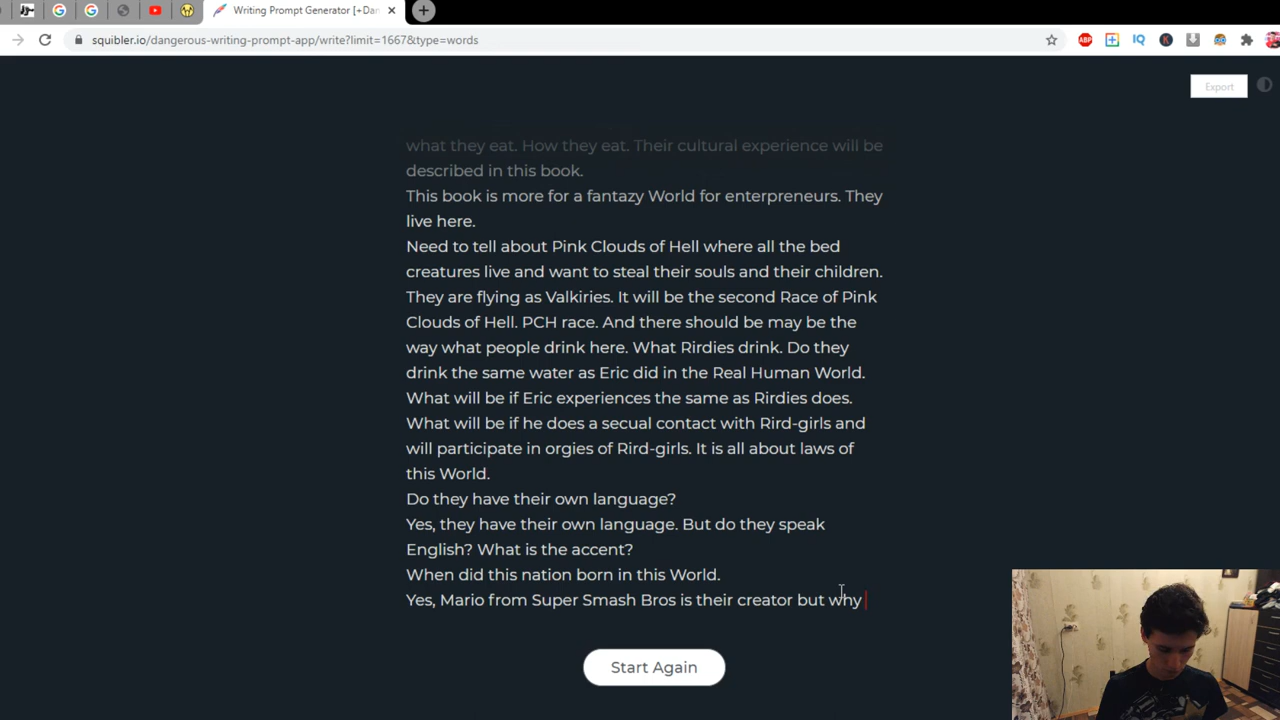 Writing Prompt Generator [+Dan
squibler.io/dangerous-writing-prompt-app/write?limit=1667&type=words
ABP
IQ
K
Export
what they eat. How they eat. Their cultural experience will be
described in this book.
This book is more for a fantazy World for enterpreneurs. They
live here.
Need to tell about Pink Clouds of Hell where all the bed
creatures live and want to steal their souls and their children.
They are flying as Valkiries. It will be the second Race of Pink
Clouds of Hell. PCH race. And there should be may be the
way what people drink here. What Rirdies drink. Do they
drink the same water as Eric did in the Real Human World.
What will be if Eric experiences the same as Rirdies does.
What will be if he does a secual contact with Rird-girls and
will participate in orgies of Rird-girls. It is all about laws of
this World.
Do they have their own language?
Yes, they have their own language. But do they speak
English? What is the accent?
When did this nation born in this World.
Yes, Mario from Super Smash Bros is their creator but why
Start Again